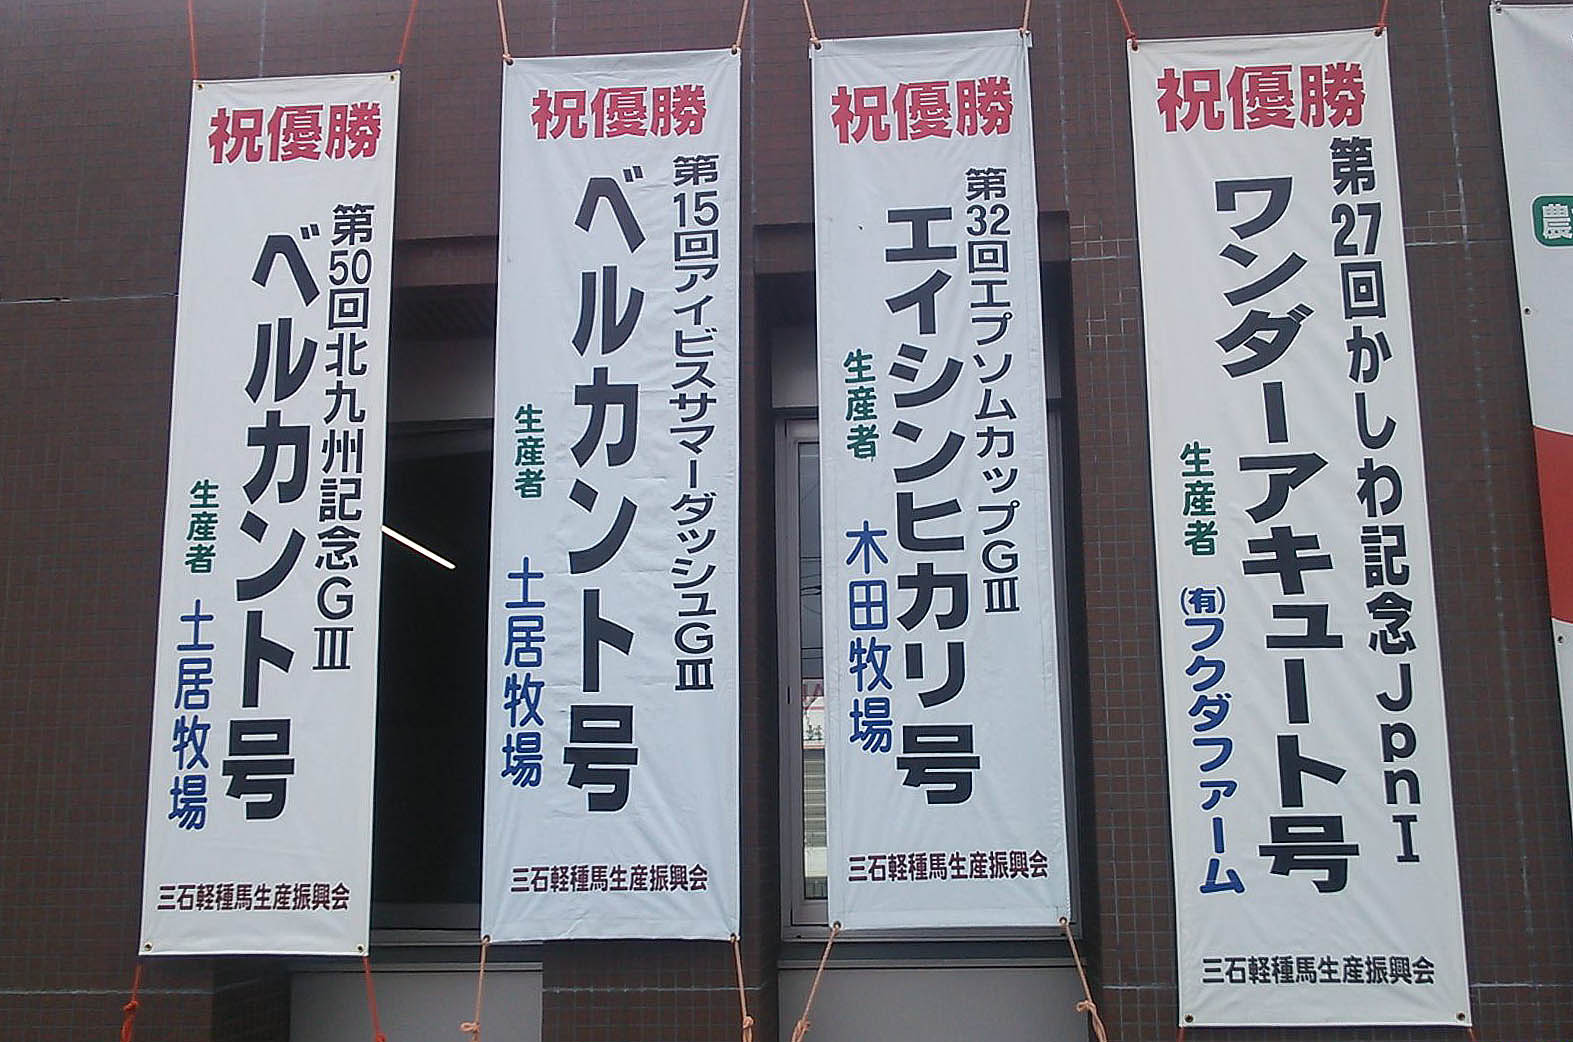 祝優勝
第50回北九州記念GⅢ
ベルカント号
生産者
土居牧場
三石軽種馬生産振興会
祝優勝
第15回アイビスサマーダッシュGⅢ
ベルカント号
生産者
土居牧場
三石軽種馬生産振興会
祝優勝
第32回エプソムカップGⅢ
エイシンヒカリ号
生産者
木田牧場
三石軽種馬生産振興会
祝優勝
第27回かしわ記念JpnI
ワンダーアキュート号
生産者
(有)フクダファーム
三石軽種馬生産振興会
農